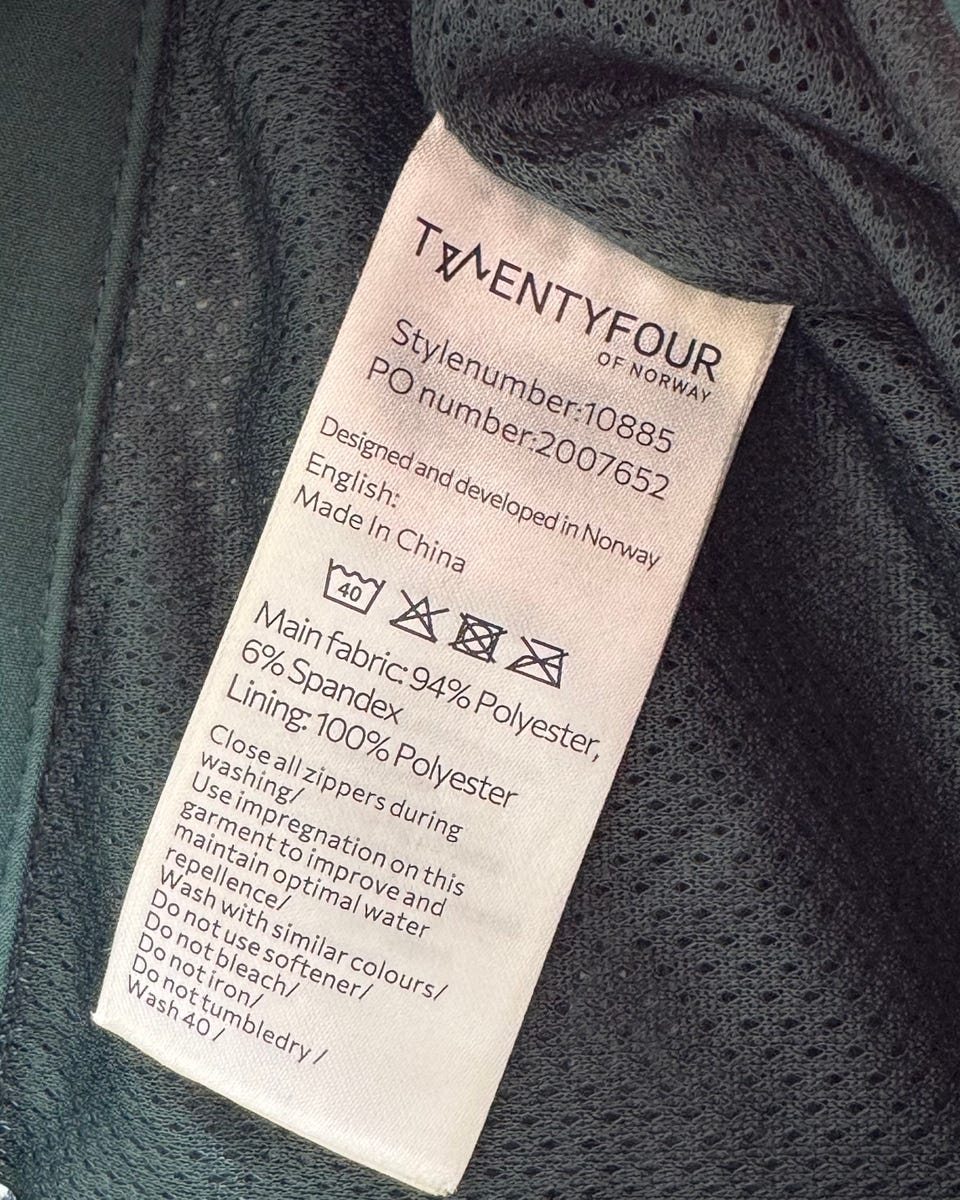 TWENTYFOUR
OF NORWAY
Stylenumber:10885
PO number:2007652
Designed and developed in Norway
English:
Made In China
40
Main fabric: 94% Polyester,
6% Spandex
Lining: 100% Polyester
Close all zippers during
washing/
Use impregnation on this
garment to improve and
maintain optimal water
repellence/
Wash with similar colours/
Do not use softener/
Do not bleach/
Do not iron/
Do not tumbledry /
Wash 40 /